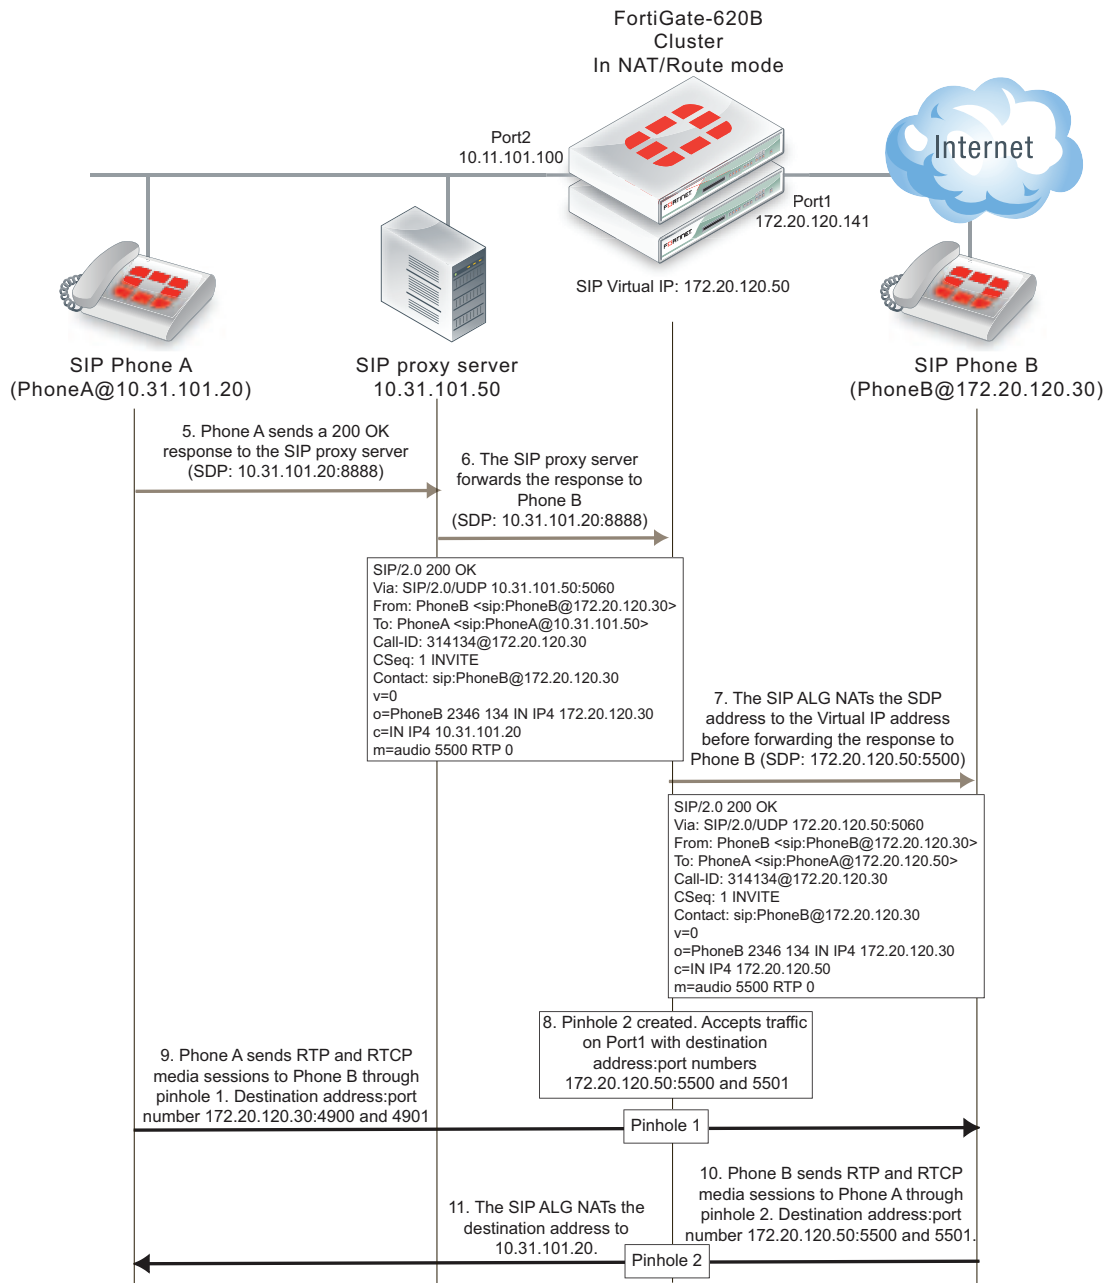 FortiGate-620B
Cluster
In NAT/Route mode
Port2
10.11.101.100
Internet
Port1
172.20.120.141
FORTINET
FORTINET
SIP Virtual IP: 172.20.120.50
SIP Phone A
(PhoneA@10.31.101.20)
SIP proxy server
10.31.101.50
SIP Phone B
(PhoneB@172.20.120.30)
5. Phone A sends a 200 OK
response to the SIP proxy server
(SDP: 10.31.101.20:8888)
6. The SIP proxy server
forwards the response to
Phone B
(SDP: 10.31.101.20:8888)
SIP/2.0 200 OK
Via: SIP/2.0/UDP 10.31.101.50:5060
From: PhoneB <sip:PhoneB@172.20.120.30>
To: PhoneA <sip:PhoneA@10.31.101.50>
Call-ID: 314134@172.20.120.30
CSeq: 1 INVITE
Contact: sip:PhoneB@172.20.120.30
v=0
o=PhoneB 2346 134 IN IP4 172.20.120.30
c=IN IP4 10.31.101.20
m=audio 5500 RTP 0
7. The SIP ALG NATs the SDP
address to the Virtual IP address
before forwarding the response to
Phone B (SDP: 172.20.120.50:5500)
SIP/2.0 200 OK
Via: SIP/2.0/UDP 172.20.120.50:5060
From: PhoneB <sip:PhoneB@172.20.120.30>
To: PhoneA <sip:PhoneA@172.20.120.50>
Call-ID: 314134@172.20.120.30
CSeq: 1 INVITE
Contact: sip:PhoneB@172.20.120.30
v=0
o=PhoneB 2346 134 IN IP4 172.20.120.30
c=IN IP4 172.20.120.50
m=audio 5500 RTP 0
8. Pinhole 2 created. Accepts traffic
on Port1 with destination
address:port numbers
172.20.120.50:5500 and 5501
9. Phone A sends RTP and RTCP
media sessions to Phone B through
pinhole 1. Destination address:port
number 172.20.120.30:4900 and 4901
Pinhole 1
10. Phone B sends RTP and RTCP
media sessions to Phone A through
pinhole 2. Destination address:port
number 172.20.120.50:5500 and 5501.
11. The SIP ALG NATs the
destination address to
10.31.101.20.
Pinhole 2